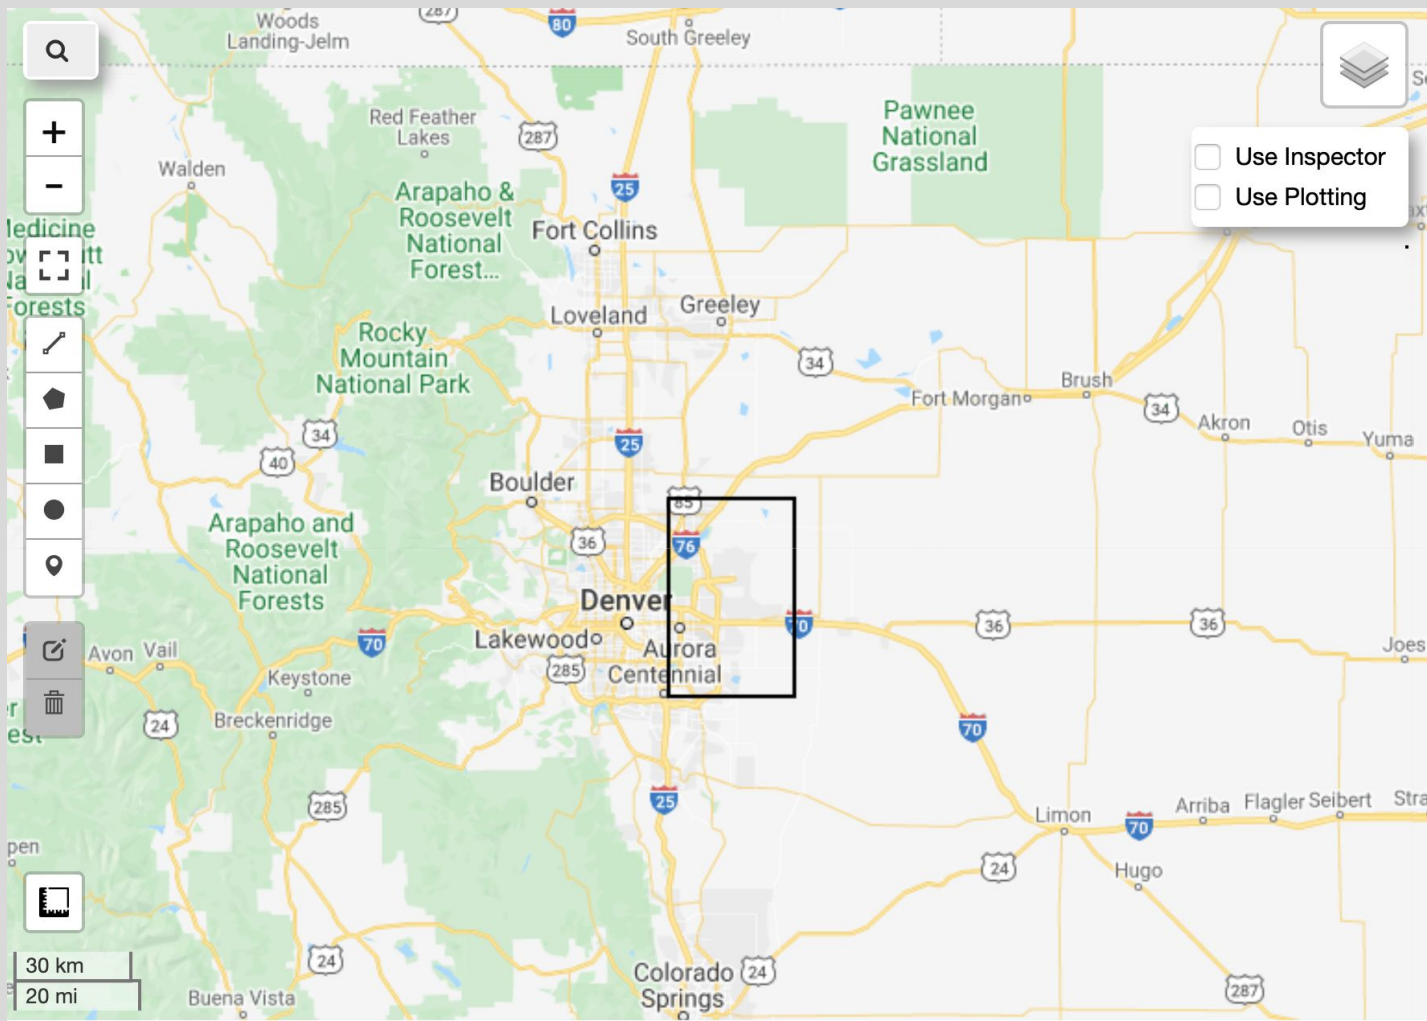 Woods
Landing-Jelm
287
80
South Greeley
Red Feather
Lakes
287
Pawnee
National
Grassland
Use Inspector
Use Plotting
Walden
25
Arapaho &
Roosevelt
National
Forest...
Fort Collins
Medicine
Forests
Loveland
Greeley
Rocky
Mountain
National Park
34
Fort Morgan
Brush
34
Akron
Otis
Yuma
34
40
25
Boulder
85
Arapaho and
Roosevelt
National
Forests
36
76
Denver
70
36
36
Lakewood
Aurora
Centennial
285
70
Joes
Avon
Vail
Keystone
Breckenridge
24
70
285
25
Limon
70
Arriba
Flagler
Seibert
24
Hugo
24
Colorado
Springs
24
287
Buena Vista
30 km
20 mi